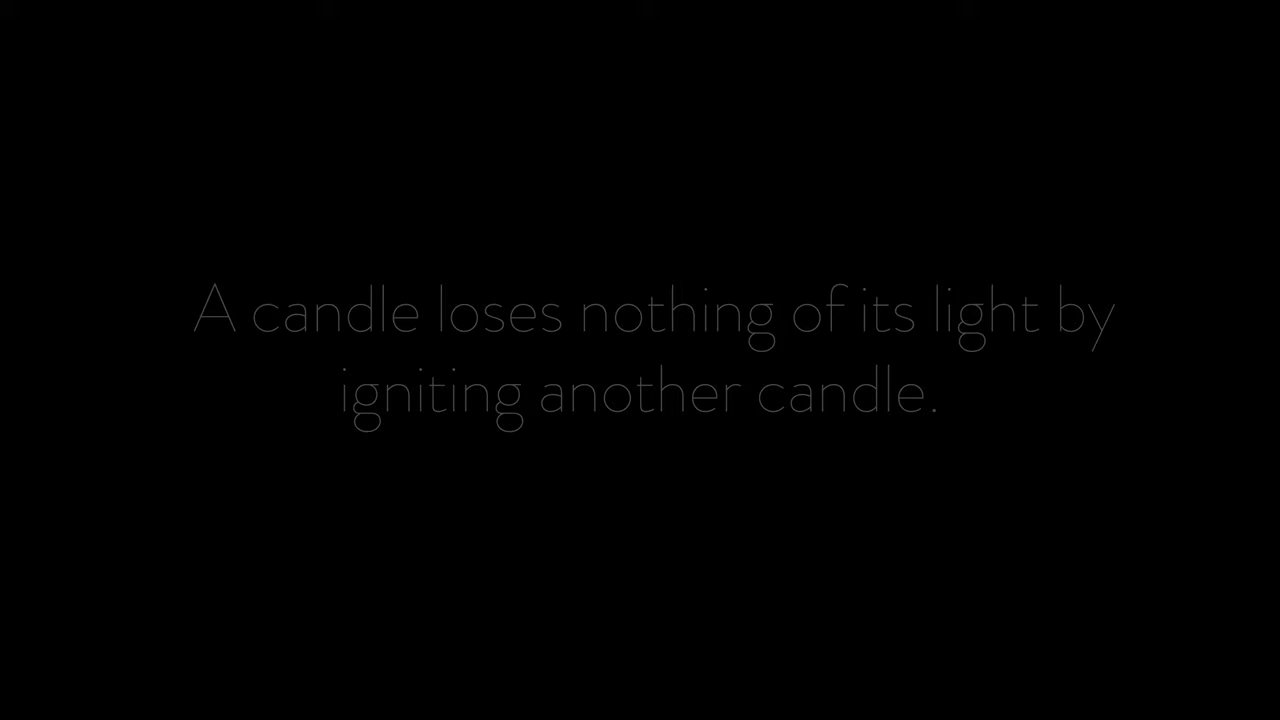 A candle loses nothing of its light by
igniting another candle.